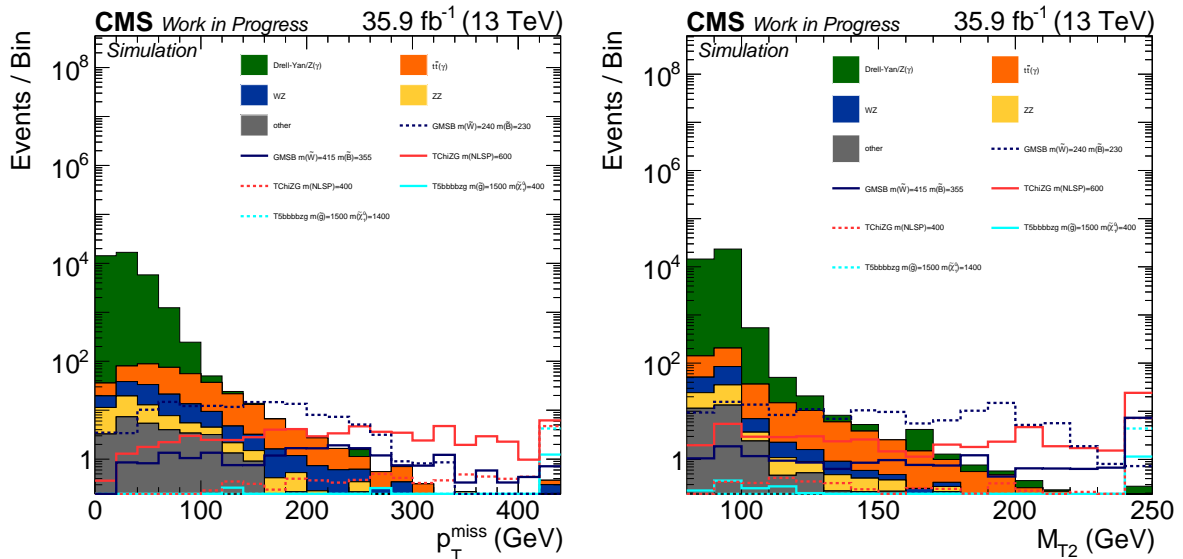 CMS Work in Progress 35.9 fb⁻¹ (13 TeV)
Simulation
Events / Bin
10⁸
10⁶
10⁴
10²
1
Drell-Yan/Z(γ)
tt̄(γ)
WZ
ZZ
other
GMSB m(W̃)=240 m(B̃)=230
GMSB m(W̃)=415 m(B̃)=355
TChiZG m(NLSP)=600
TChiZG m(NLSP)=400
T5bbbbzg m(g̃)=1500 m(χ̃⁰₁)=400
T5bbbbzg m(g̃)=1500 m(χ̃⁰₁)=1400
0 100 200 300 400
p_T^miss (GeV)
CMS Work in Progress 35.9 fb⁻¹ (13 TeV)
Simulation
Events / Bin
10⁸
10⁶
10⁴
10²
1
Drell-Yan/Z(γ)
tt̄(γ)
WZ
ZZ
other
GMSB m(W̃)=240 m(B̃)=230
GMSB m(W̃)=415 m(B̃)=355
TChiZG m(NLSP)=600
TChiZG m(NLSP)=400
T5bbbbzg m(g̃)=1500 m(χ̃⁰₁)=400
T5bbbbzg m(g̃)=1500 m(χ̃⁰₁)=1400
100 150 200 250
M_T2 (GeV)